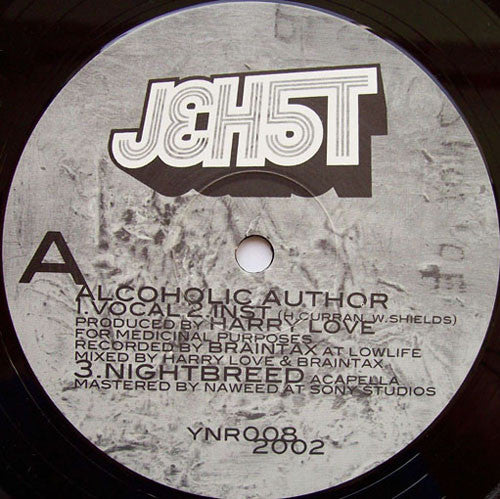 JEH5T
A
ALCOHOLIC AUTHOR
1.VOCAL 2.INST (H.CURRAN W.SHIELDS)
PRODUCED BY HARRY LOVE
FOR MEDICINAL PURPOSES
RECORDED BY BRAINTAX AT LOWLIFE
MIXED BY HARRY LOVE & BRAINTAX
3.NIGHTBREED ACAPELLA
MASTERED BY NAWEED AT SONY STUDIOS
YNR008
2002